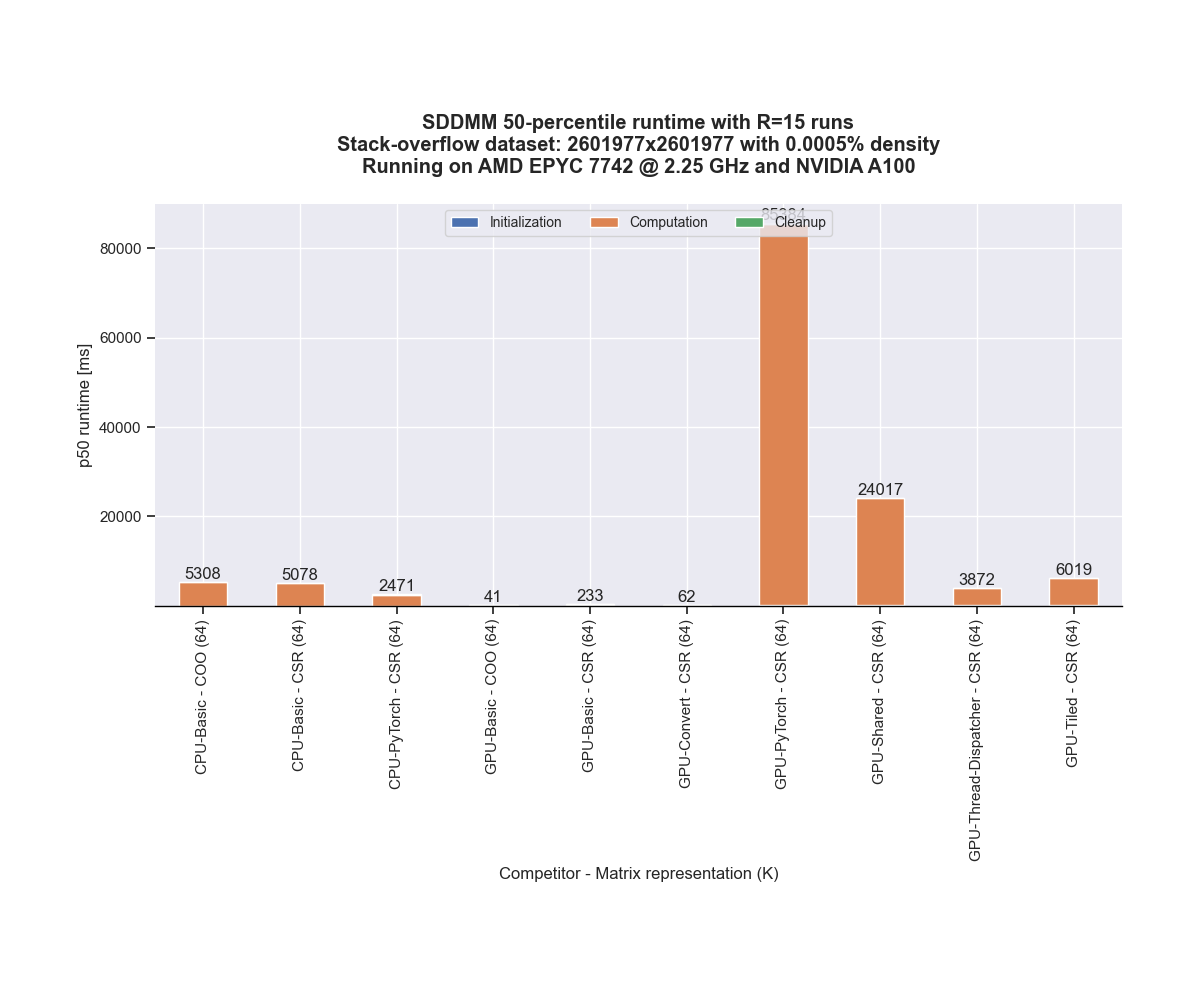 SDDMM 50-percentile runtime with R=15 runs
Stack-overflow dataset: 2601977x2601977 with 0.0005% density
Running on AMD EPYC 7742 @ 2.25 GHz and NVIDIA A100
Initialization Computation Cleanup
p50 runtime [ms]
80000
60000
40000
20000
5308
5078
2471
41
233
62
24017
3872
6019
CPU-Basic - COO (64)
CPU-Basic - CSR (64)
CPU-PyTorch - CSR (64)
GPU-Basic - COO (64)
GPU-Basic - CSR (64)
GPU-Convert - CSR (64)
GPU-PyTorch - CSR (64)
GPU-Shared - CSR (64)
GPU-Thread-Dispatcher - CSR (64)
GPU-Tiled - CSR (64)
Competitor - Matrix representation (K)